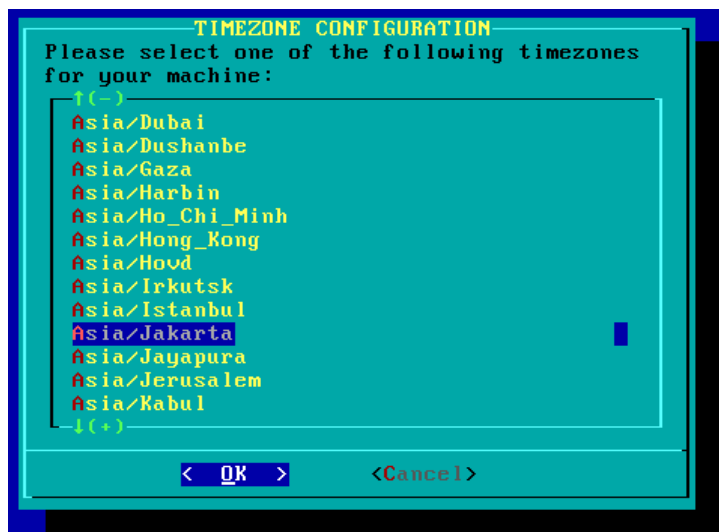 TIMEZONE CONFIGURATION
Please select one of the following timezones
for your machine:
↑(-)
Asia/Dubai
Asia/Dushanbe
Asia/Gaza
Asia/Harbin
Asia/Ho_Chi_Minh
Asia/Hong_Kong
Asia/Hovd
Asia/Irkutsk
Asia/Istanbul
Asia/Jakarta
Asia/Jayapura
Asia/Jerusalem
Asia/Kabul
↓(+)
<  OK  > <Cancel>